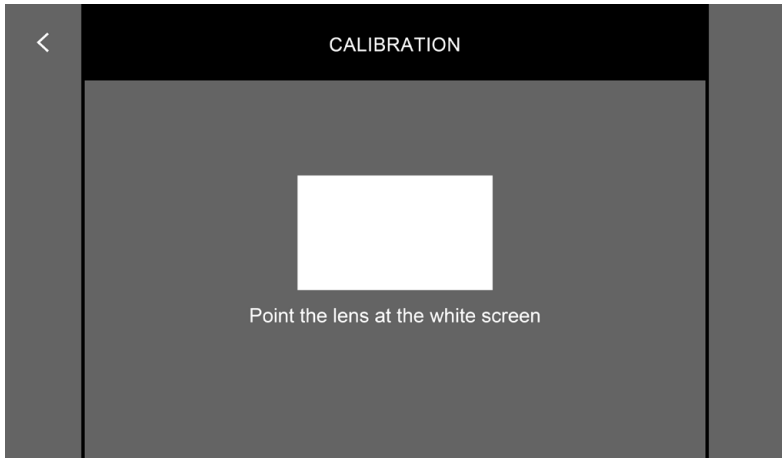 CALIBRATION
Point the lens at the white screen